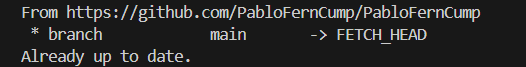 From https://github.com/PabloFernCump/PabloFernCump
 * branch            main       -> FETCH_HEAD
Already up to date.